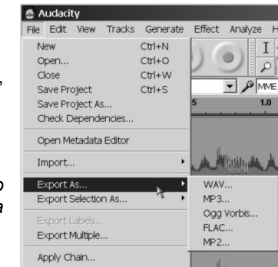 Audacity
File Edit View Tracks Generate Effect Analyze H
New Ctrl+N
Open... Ctrl+O
Close Ctrl+W
Save Project Ctrl+S
Save Project As...
Check Dependencies...
Open Metadata Editor
Import...
Export As...
Export Selection As...
Export Labels...
Export Multiple...
Apply Chain...
MME
5 1.0
WAV...
MP3...
Ogg Vorbis...
FLAC...
MP2...